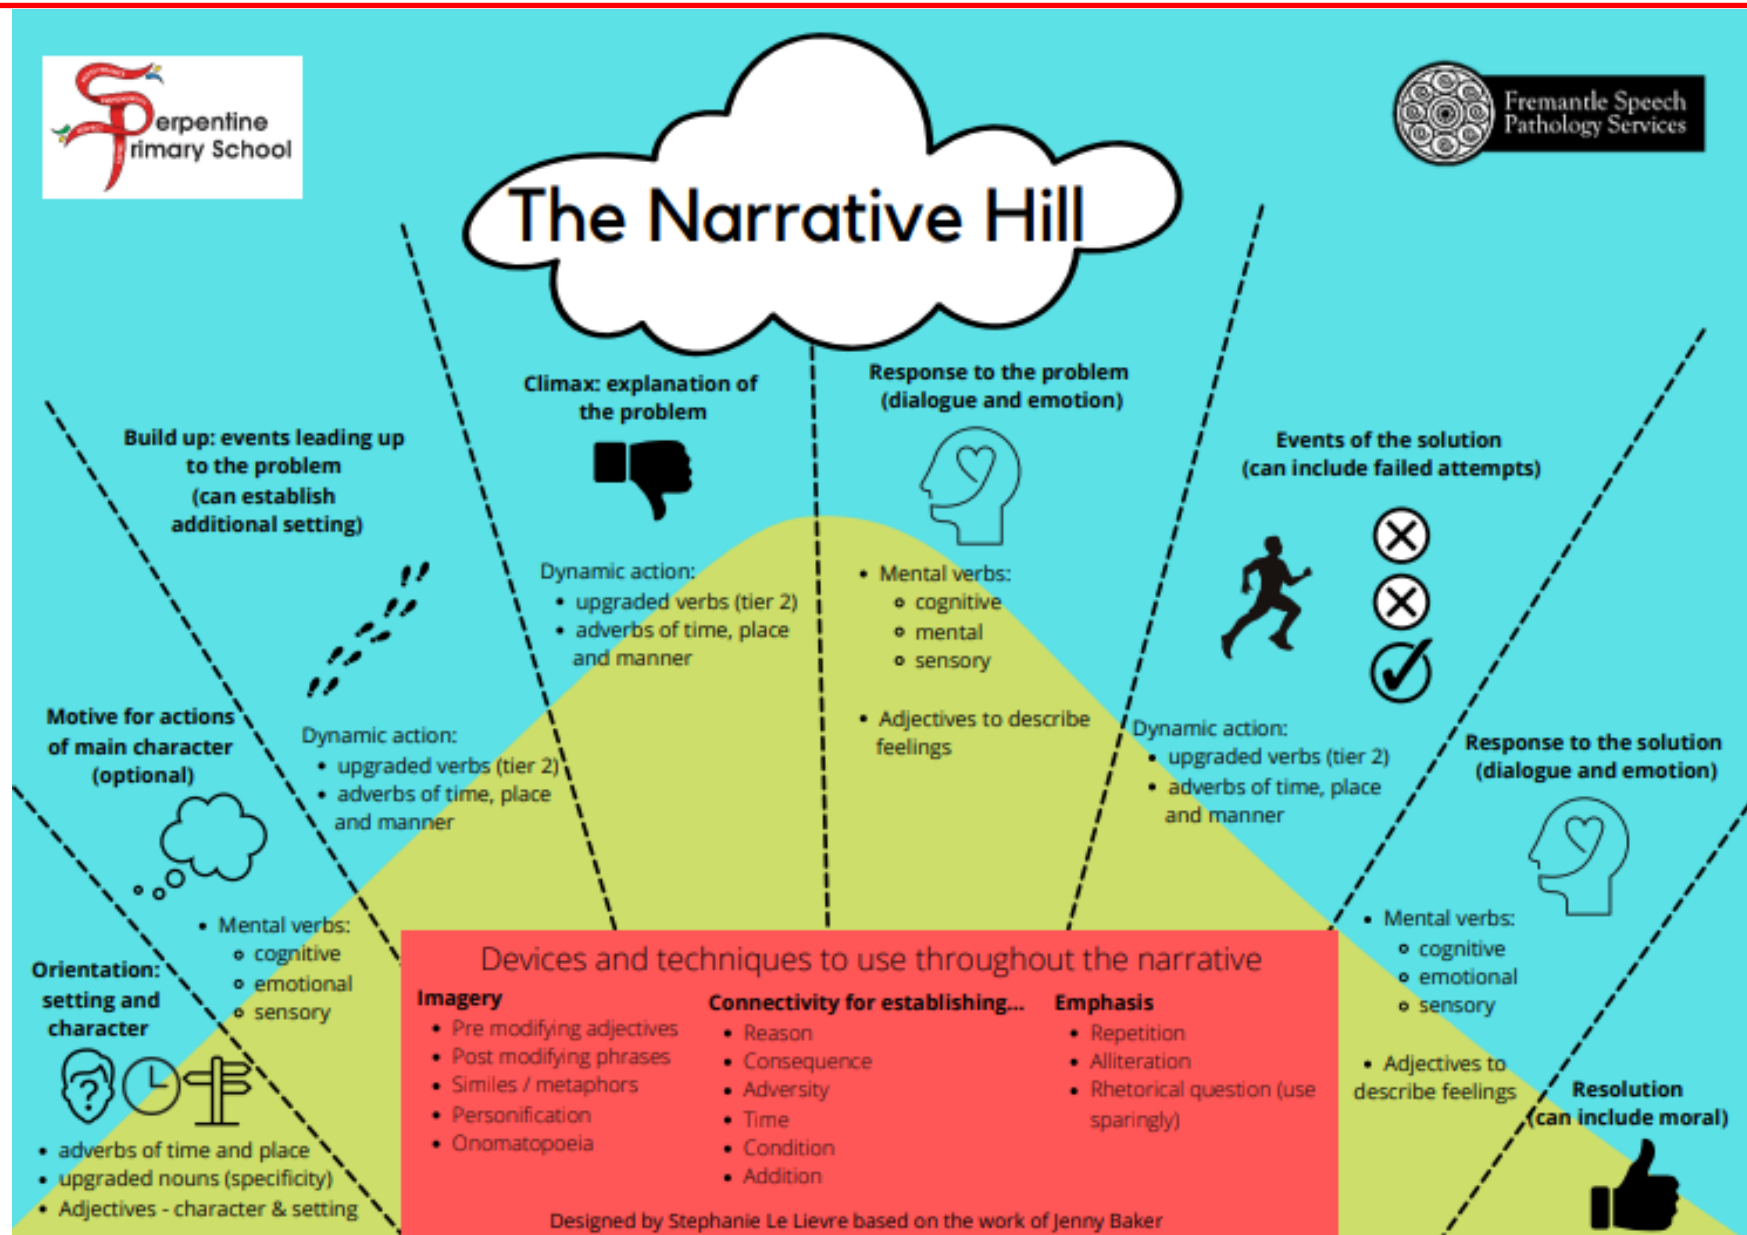 Serpentine
Primary School
Fremantle Speech
Pathology Services
The Narrative Hill
Orientation:
setting and
character
?
• adverbs of time and place
• upgraded nouns (specificity)
• Adjectives - character & setting
Motive for actions
of main character
(optional)
• Mental verbs:
cognitive
emotional
sensory
Build up: events leading up
to the problem
(can establish
additional setting)
Dynamic action:
• upgraded verbs (tier 2)
• adverbs of time, place
and manner
Climax: explanation of
the problem
Dynamic action:
• upgraded verbs (tier 2)
• adverbs of time, place
and manner
Response to the problem
(dialogue and emotion)
• Mental verbs:
cognitive
mental
sensory
• Adjectives to describe
feelings
Events of the solution
(can include failed attempts)
Dynamic action:
• upgraded verbs (tier 2)
• adverbs of time, place
and manner
Response to the solution
(dialogue and emotion)
• Mental verbs:
cognitive
emotional
sensory
• Adjectives to
describe feelings
Resolution
(can include moral)
Devices and techniques to use throughout the narrative
Imagery
• Pre modifying adjectives
• Post modifying phrases
• Similes / metaphors
• Personification
• Onomatopoeia
Connectivity for establishing...
• Reason
• Consequence
• Adversity
• Time
• Condition
• Addition
Emphasis
• Repetition
• Alliteration
• Rhetorical question (use
sparingly)
Designed by Stephanie Le Lievre based on the work of Jenny Baker